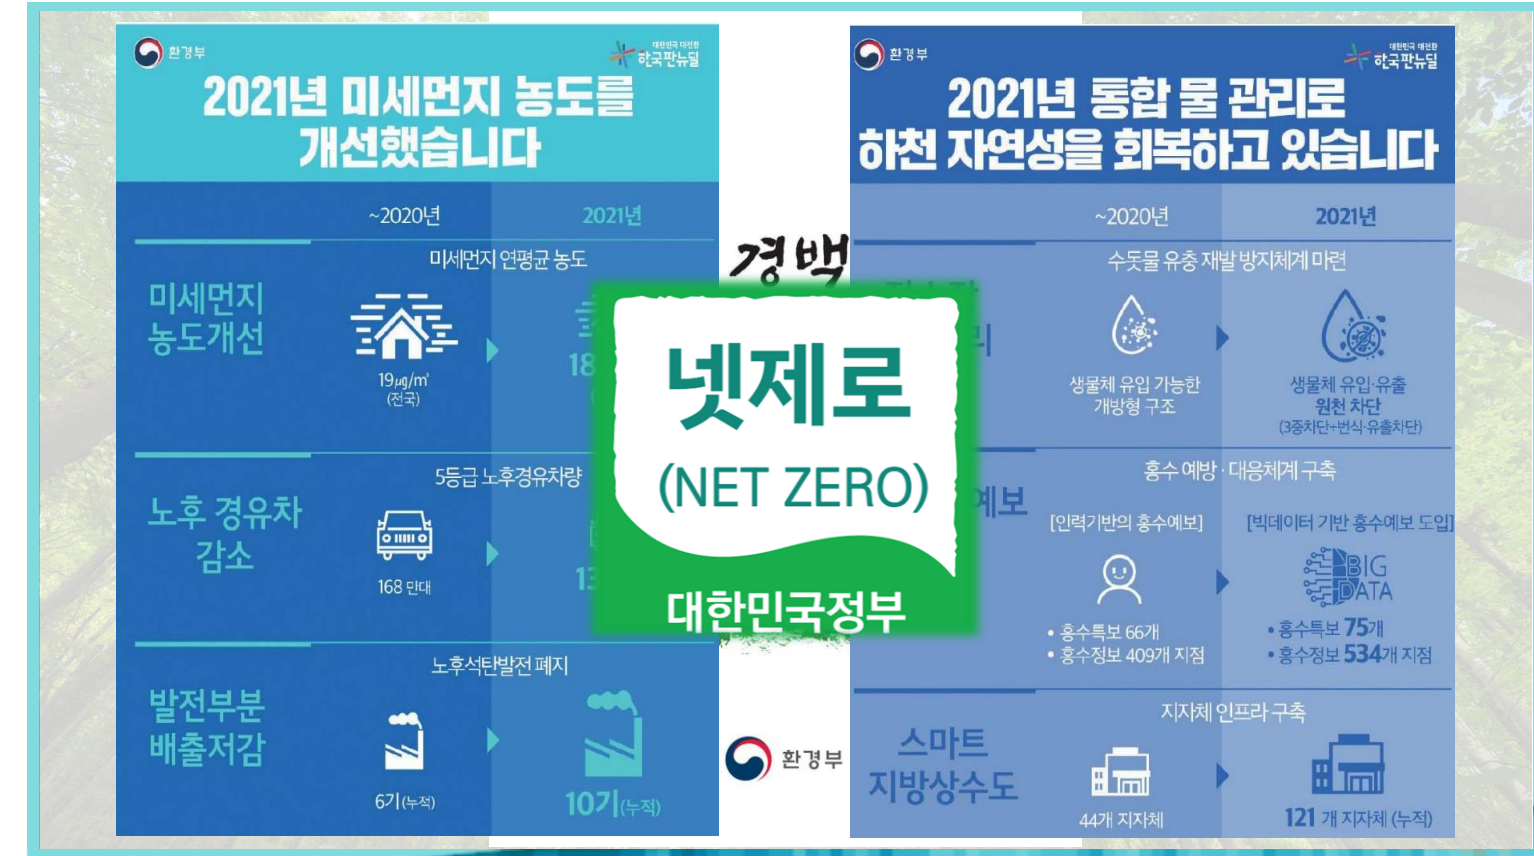 환경부
대한민국 대전환
한국판뉴딜
2021년 미세먼지 농도를
개선했습니다
~2020년
2021년
미세먼지
농도개선
미세먼지 연평균 농도
19㎍/㎥
(전국)
18
노후 경유차
감소
5등급 노후경유차량
168 만대
13
발전부분
배출저감
노후석탄발전 폐지
6기(누적)
10기(누적)
경백
넷제로
(NET ZERO)
대한민국정부
환경부
환경부
대한민국 대전환
한국판뉴딜
2021년 통합 물 관리로
하천 자연성을 회복하고 있습니다
~2020년
2021년
수돗물 유충 재발 방지체계 마련
생물체 유입 가능한
개방형 구조
생물체 유입·유출
원천 차단
(3중차단+번식·유출차단)
예보
홍수 예방·대응체계 구축
[인력기반의 홍수예보]
[빅데이터 기반 홍수예보 도입]
BIG
DATA
• 홍수특보 66개
• 홍수정보 409개 지점
• 홍수특보 75개
• 홍수정보 534개 지점
스마트
지방상수도
지자체 인프라 구축
44개 지자체
121 개 지자체 (누적)